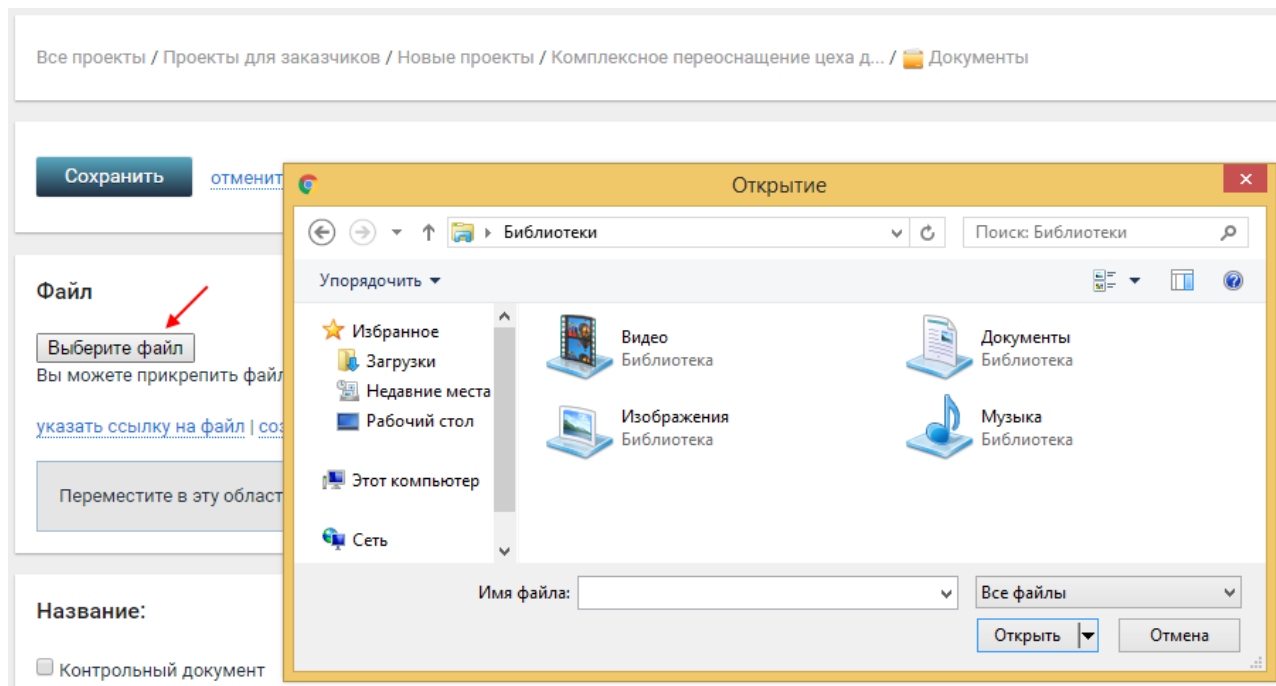 Все проекты / Проекты для заказчиков / Новые проекты / Комплексное переоснащение цеха д... / Документы
Сохранить
отменит
Файл
Выберите файл
Вы можете прикрепить файл
указать ссылку на файл | соз
Переместите в эту област
Название:
Контрольный документ
Открытие
Библиотеки
Поиск: Библиотеки
Упорядочить
Избранное
Загрузки
Недавние места
Рабочий стол
Этот компьютер
Сеть
Видео
Библиотека
Документы
Библиотека
Изображения
Библиотека
Музыка
Библиотека
Имя файла:
Все файлы
Открыть
Отмена